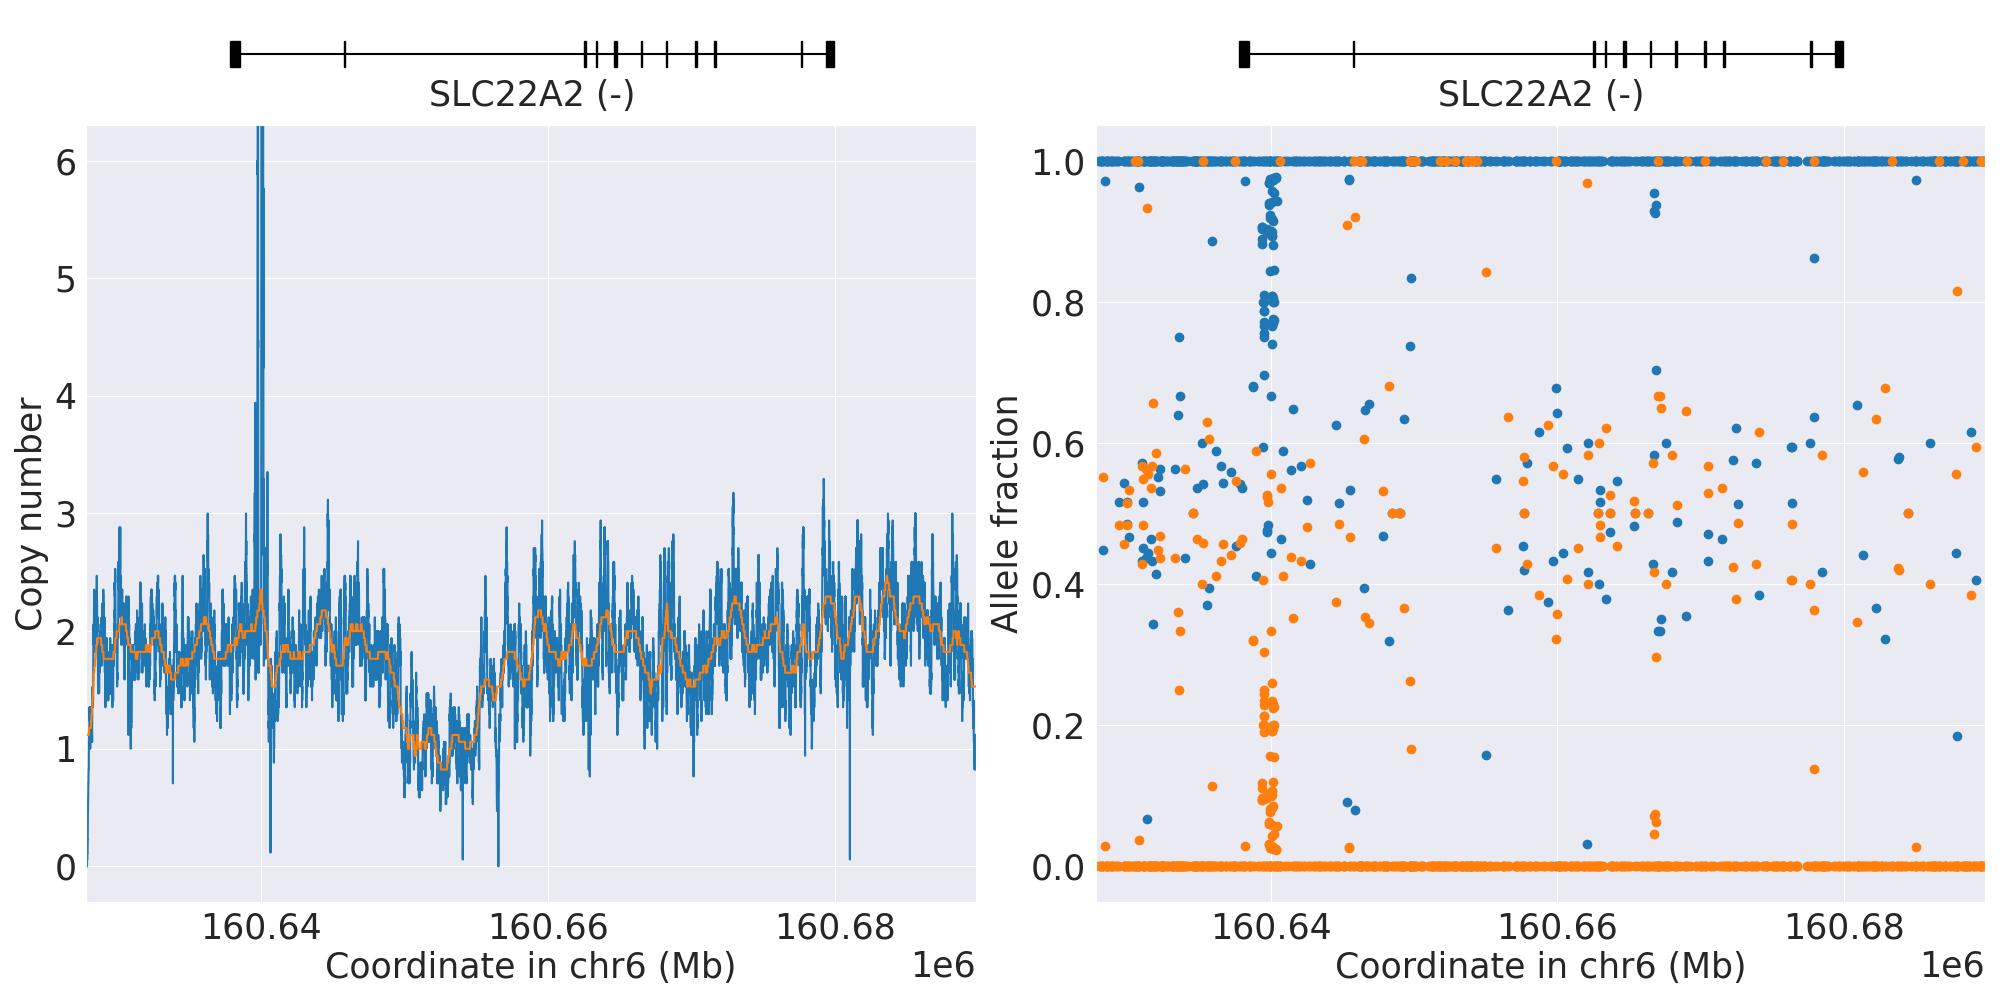 SLC22A2 (-)
6
5
4
3
2
1
0
Copy number
160.64
160.66
160.68
Coordinate in chr6 (Mb)
1e6
SLC22A2 (-)
1.0
0.8
0.6
0.4
0.2
0.0
Allele fraction
160.64
160.66
160.68
Coordinate in chr6 (Mb)
1e6